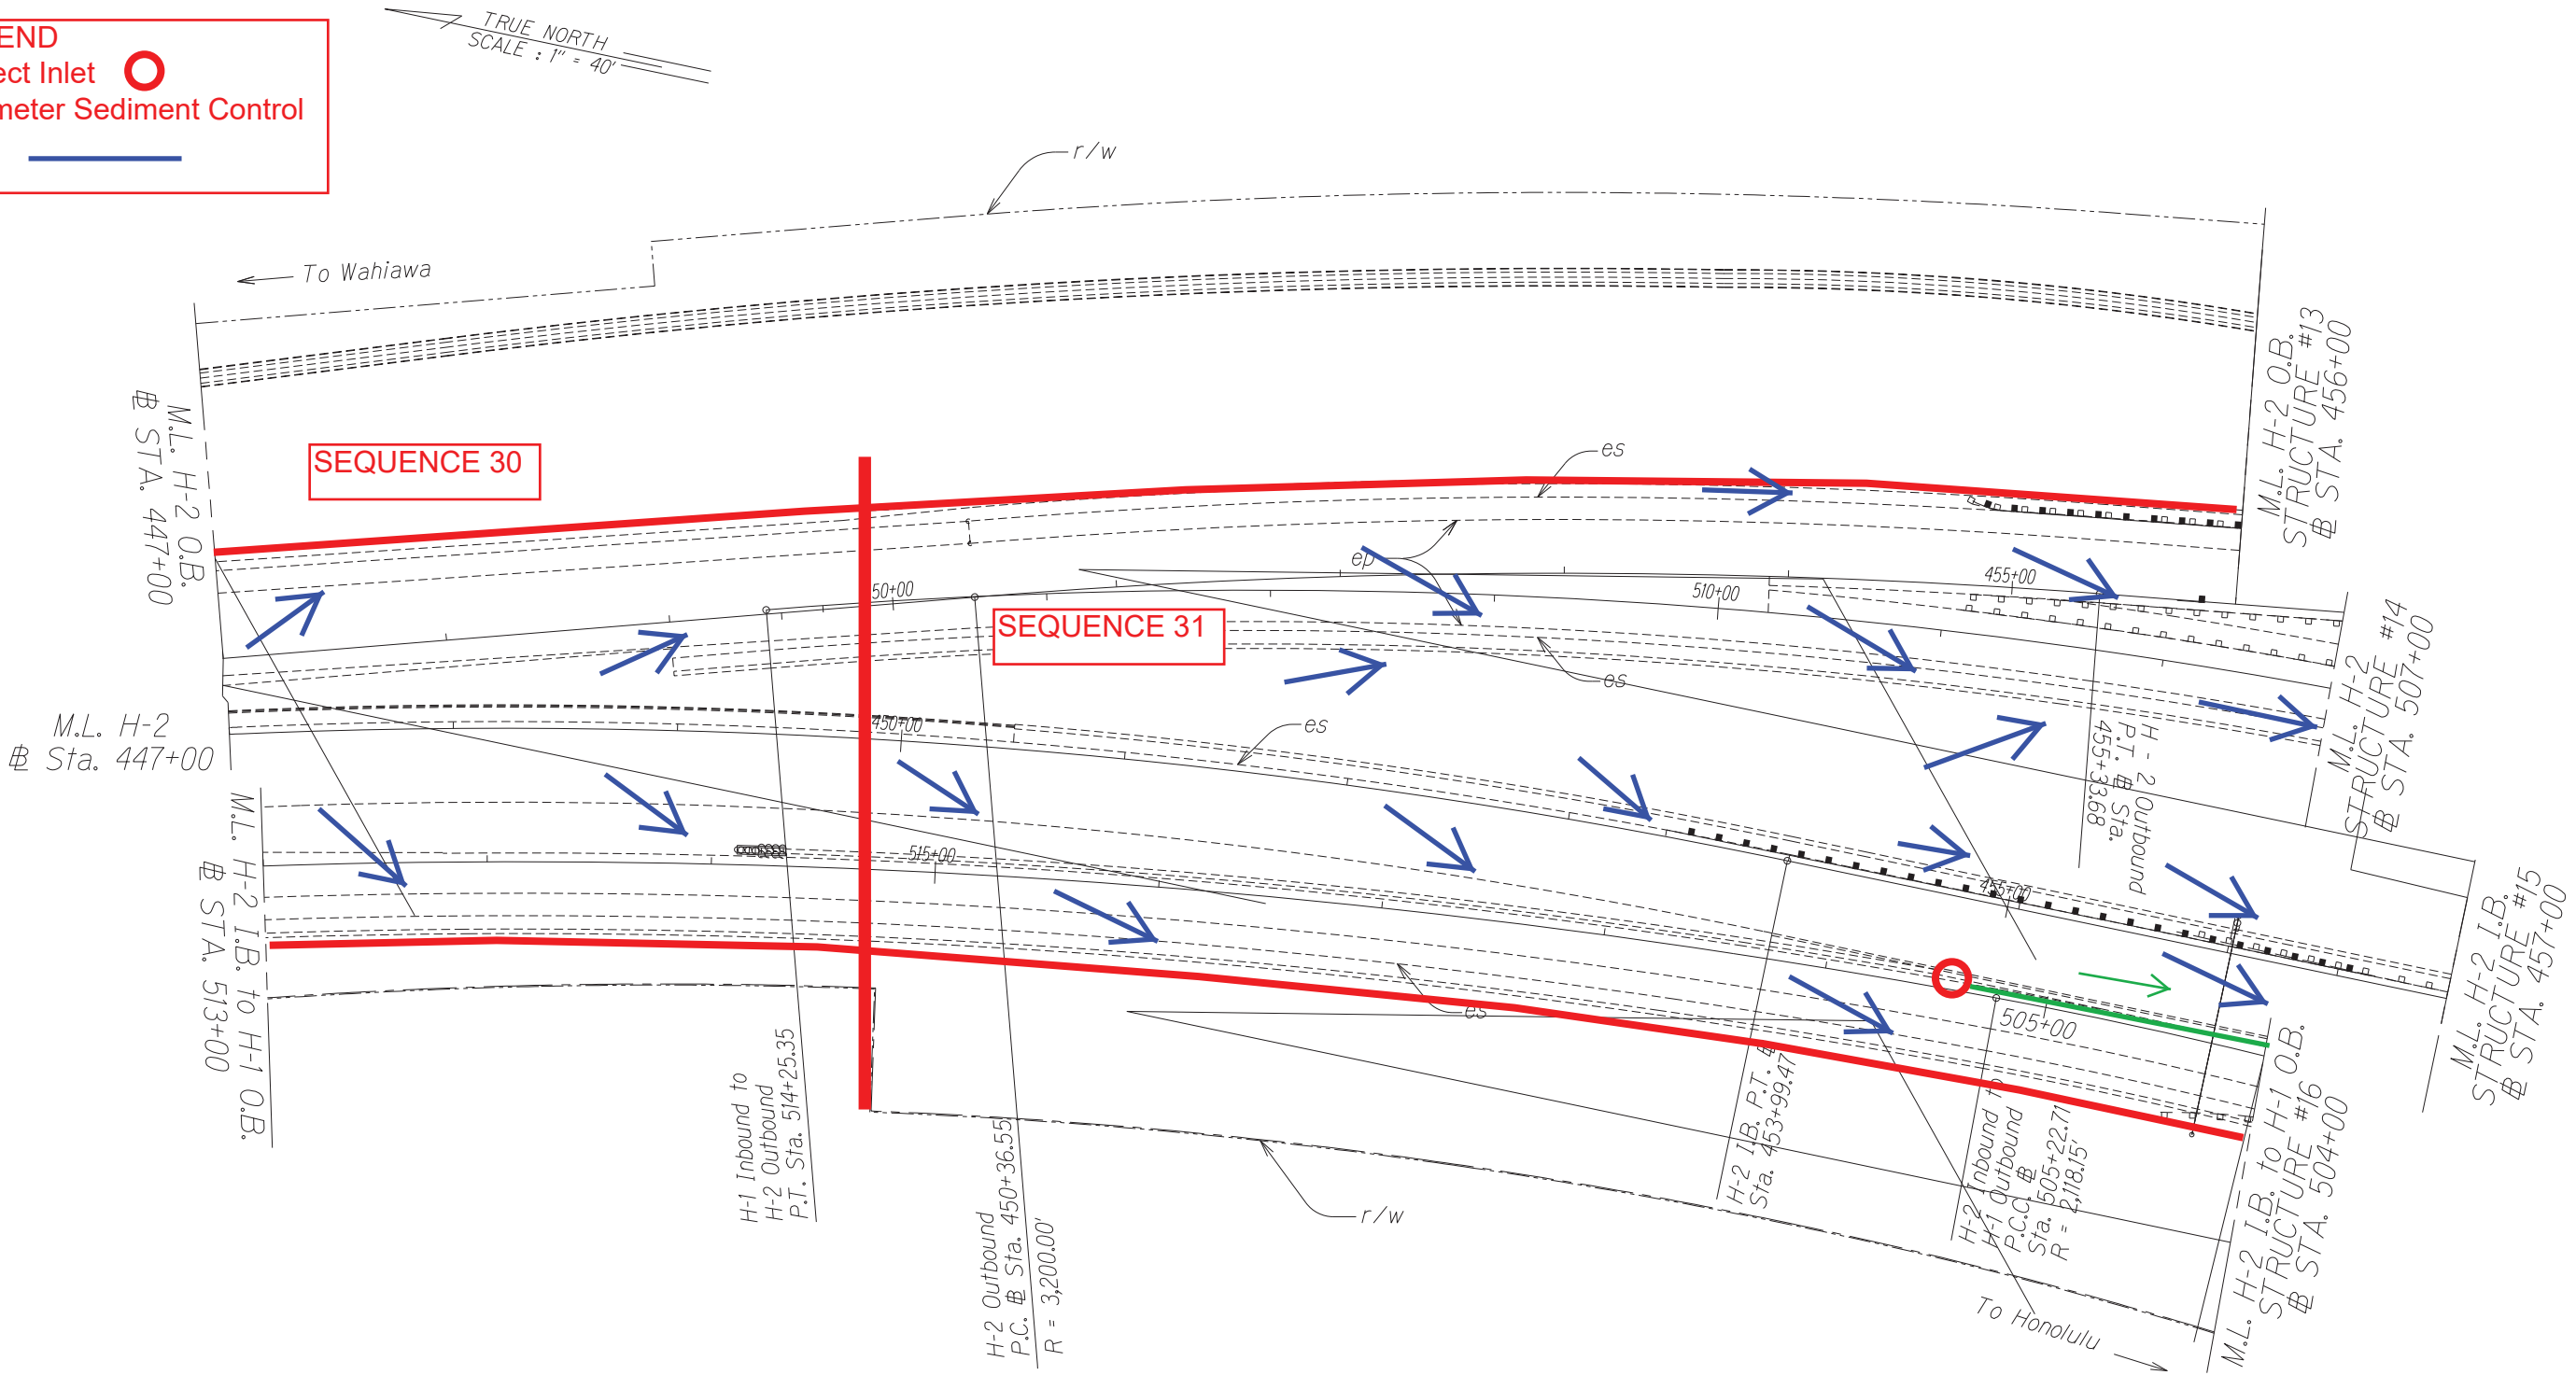 END
ect Inlet
meter Sediment Control
TRUE NORTH
SCALE : 1" = 40'
r/w
To Wahiawa
M.L. H-2 O.B.
℄ STA. 447+00
SEQUENCE 30
es
ep
50+00
510+00
455+00
SEQUENCE 31
es
M.L. H-2 O.B.
STRUCTURE #13
℄ STA. 456+00
M.L. H-2
℄ Sta. 447+00
450+00
es
H - 2 Outbound
P.T. ℄ Sta.
455+33.68
M.L. H-2
STRUCTURE #14
℄ STA. 507+00
M.L. H-2 I.B. to H-1 O.B.
℄ STA. 513+00
515+00
455+00
M.L. H-2 I.B.
STRUCTURE #15
℄ STA. 457+00
es
505+00
H-1 Inbound to
H-2 Outbound
P.T. Sta. 514+25.35
H-2 Outbound
P.C. ℄ Sta. 450+36.55
R = 3,200.00'
H-2 I.B. P.T. ℄
Sta. 453+99.47
H-2 Inbound to
H-1 Outbound
P.C.C. ℄
Sta. 505+22.71
R = 2,118.15'
r/w
To Honolulu
M.L. H-2 I.B. to H-1 O.B.
STRUCTURE #16
℄ STA. 504+00